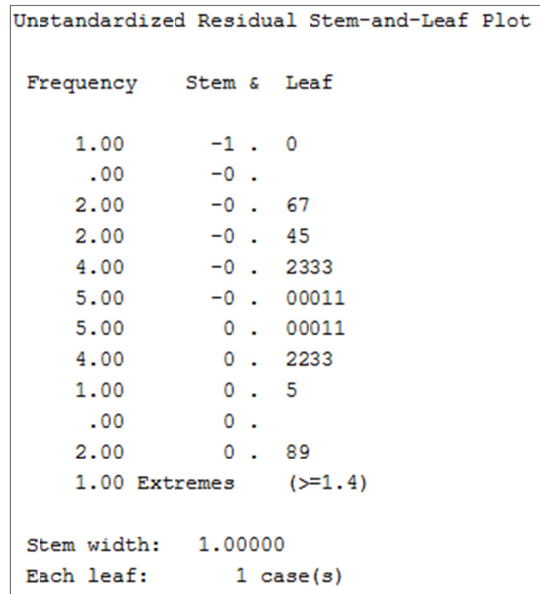 Unstandardized Residual Stem-and-Leaf Plot
Frequency Stem & Leaf
1.00 -1 . 0
.00 -0 .
2.00 -0 . 67
2.00 -0 . 45
4.00 -0 . 2333
5.00 -0 . 00011
5.00 0 . 00011
4.00 0 . 2233
1.00 0 . 5
.00 0 .
2.00 0 . 89
1.00 Extremes (>=1.4)
Stem width: 1.00000
Each leaf: 1 case(s)